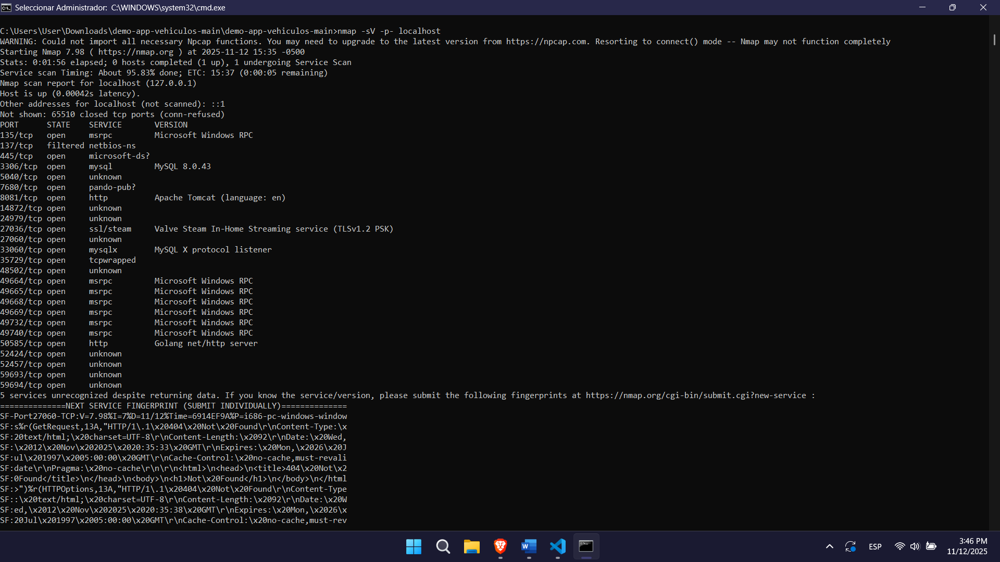 Seleccionar Administrador: C:\WINDOWS\system32\cmd.exe
C:\Users\User\Downloads\demo-app-vehiculos-main\demo-app-vehiculos-main>nmap -sV -p- localhost
WARNING: Could not import all necessary Npcap functions. You may need to upgrade to the latest version from https://npcap.com. Resorting to connect() mode -- Nmap may not function completely
Starting Nmap 7.98 ( https://nmap.org ) at 2025-11-12 15:35 -0500
Stats: 0:01:56 elapsed; 0 hosts completed (1 up), 1 undergoing Service Scan
Service scan Timing: About 95.83% done; ETC: 15:37 (0:00:05 remaining)
Nmap scan report for localhost (127.0.0.1)
Host is up (0.00042s latency).
Other addresses for localhost (not scanned): ::1
Not shown: 65510 closed tcp ports (conn-refused)
PORT      STATE    SERVICE       VERSION
135/tcp   open     msrpc         Microsoft Windows RPC
137/tcp   filtered netbios-ns
445/tcp   open     microsoft-ds?
3306/tcp  open     mysql         MySQL 8.0.43
5040/tcp  open     unknown
7680/tcp  open     pando-pub?
8081/tcp  open     http          Apache Tomcat (language: en)
14872/tcp open     unknown
24979/tcp open     unknown
27036/tcp open     ssl/steam     Valve Steam In-Home Streaming service (TLSv1.2 PSK)
27060/tcp open     unknown
33060/tcp open     mysqlx        MySQL X protocol listener
35729/tcp open     tcpwrapped
48502/tcp open     unknown
49664/tcp open     msrpc         Microsoft Windows RPC
49665/tcp open     msrpc         Microsoft Windows RPC
49668/tcp open     msrpc         Microsoft Windows RPC
49669/tcp open     msrpc         Microsoft Windows RPC
49732/tcp open     msrpc         Microsoft Windows RPC
49740/tcp open     msrpc         Microsoft Windows RPC
50585/tcp open     http          Golang net/http server
52424/tcp open     unknown
52457/tcp open     unknown
59693/tcp open     unknown
59694/tcp open     unknown
5 services unrecognized despite returning data. If you know the service/version, please submit the following fingerprints at https://nmap.org/cgi-bin/submit.cgi?new-service :
==============NEXT SERVICE FINGERPRINT (SUBMIT INDIVIDUALLY)==============
SF-Port27060-TCP:V=7.98%I=7%D=11/12%Time=6914EF9A%P=i686-pc-windows-window
SF:s%r(GetRequest,13A,"HTTP/1\.1\x20404\x20Not\x20Found\r\nContent-Type:\x
SF:20text/html;\x20charset=UTF-8\r\nContent-Length:\x2092\r\nDate:\x20Wed,
SF:\x2012\x20Nov\x202025\x2020:35:33\x20GMT\r\nExpires:\x20Mon,\x2026\x20J
SF:ul\x201997\x2005:00:00\x20GMT\r\nCache-Control:\x20no-cache,must-revali
SF:date\r\nPragma:\x20no-cache\r\n\r\n<html>\n<head>\n<title>404\x20Not\x2
SF:0Found</title>\n</head>\n<body>\n<h1>Not\x20Found</h1>\n</body>\n</html
SF:>")%r(HTTPOptions,13A,"HTTP/1\.1\x20404\x20Not\x20Found\r\nContent-Type
SF::\x20text/html;\x20charset=UTF-8\r\nContent-Length:\x2092\r\nDate:\x20W
SF:ed,\x2012\x20Nov\x202025\x2020:35:38\x20GMT\r\nExpires:\x20Mon,\x2026\x
SF:20Jul\x201997\x2005:00:00\x20GMT\r\nCache-Control:\x20no-cache,must-rev
ESP
3:46 PM
11/12/2025